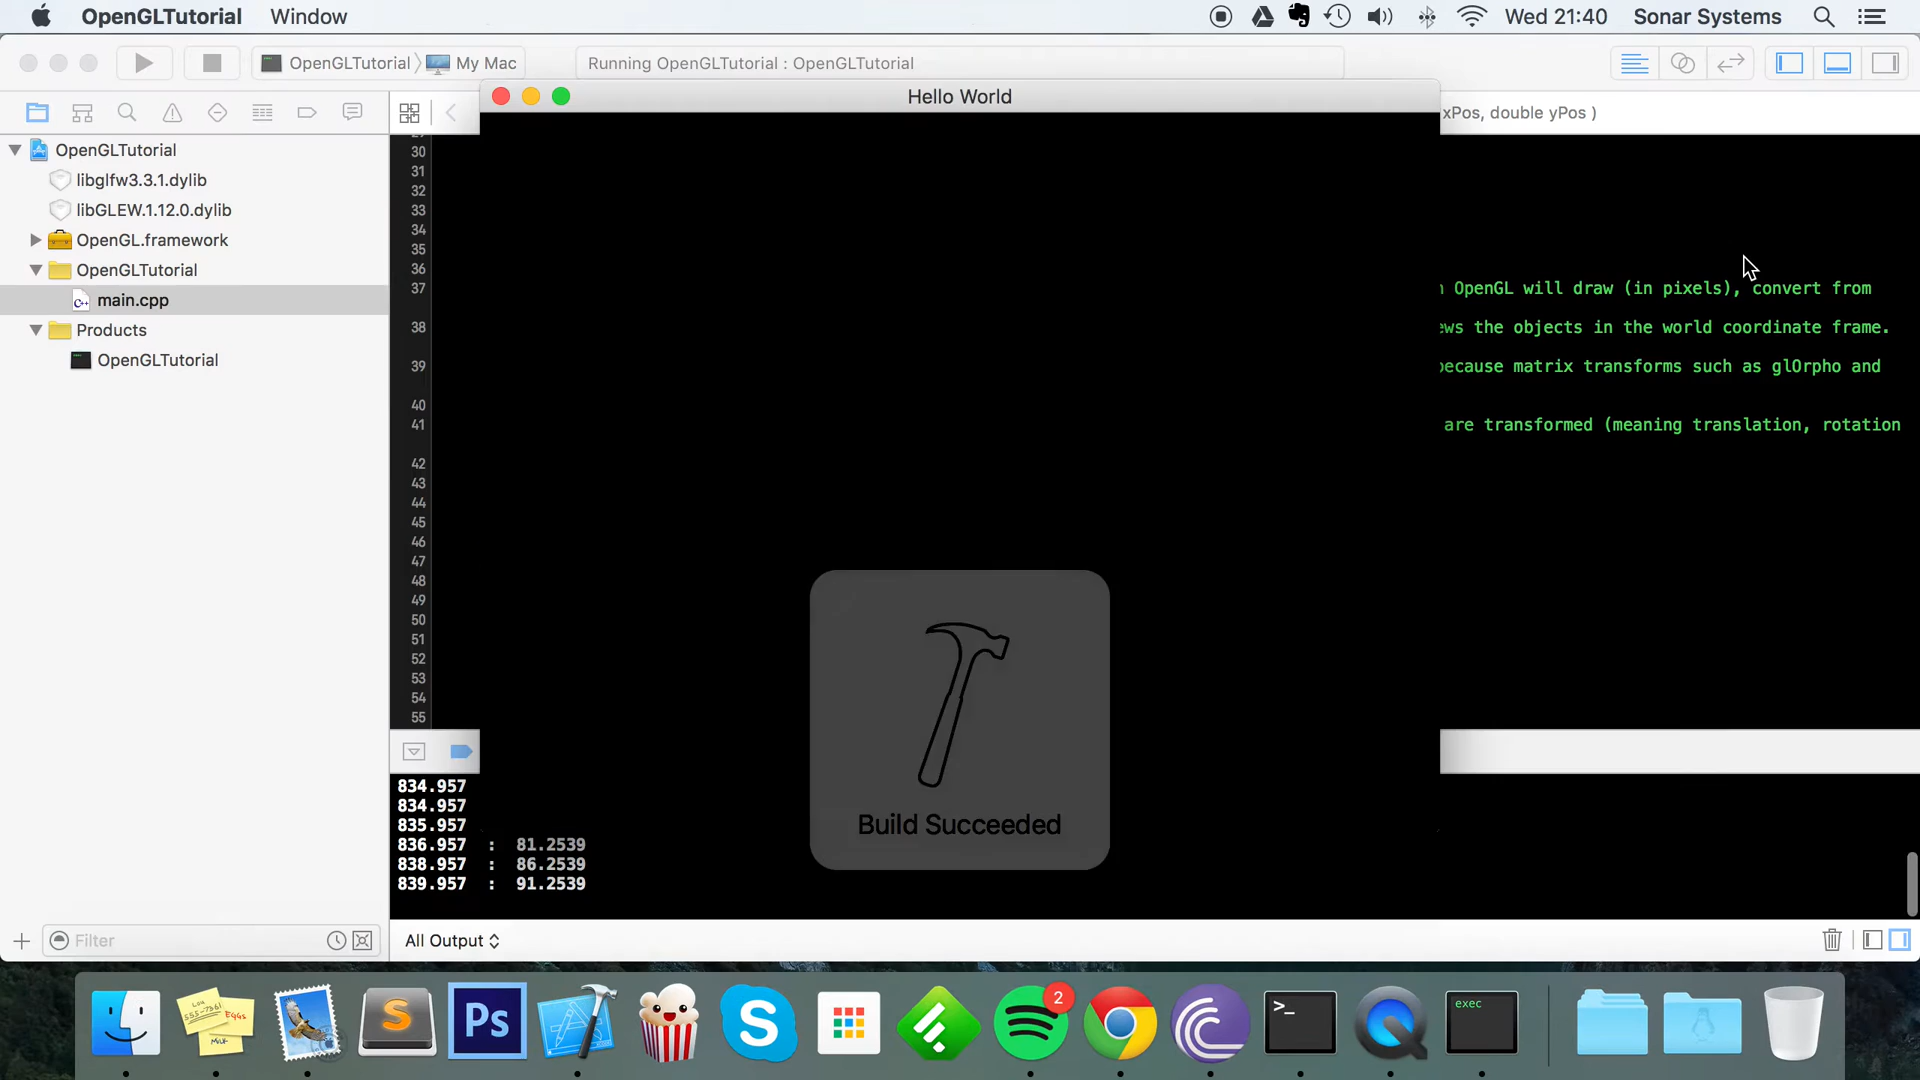 OpenGLTutorial Window Wed 21:40 Sonar Systems
OpenGLTutorial My Mac Running OpenGLTutorial : OpenGLTutorial
Hello World
xPos, double yPos )
OpenGLTutorial
libglfw3.3.1.dylib
libGLEW.1.12.0.dylib
OpenGL.framework
OpenGLTutorial
main.cpp
Products
OpenGLTutorial
30
31
32
33
34
35
36
37 OpenGL will draw (in pixels), convert from
38 ews the objects in the world coordinate frame.
39 because matrix transforms such as glOrpho and
40
41 are transformed (meaning translation, rotation
42
43
44
45
46
47
48
49
50
51
52
53
54
55
Build Succeeded
834.957
834.957
835.957
836.957 : 81.2539
838.957 : 86.2539
839.957 : 91.2539
Filter
All Output
2
Ps
exec